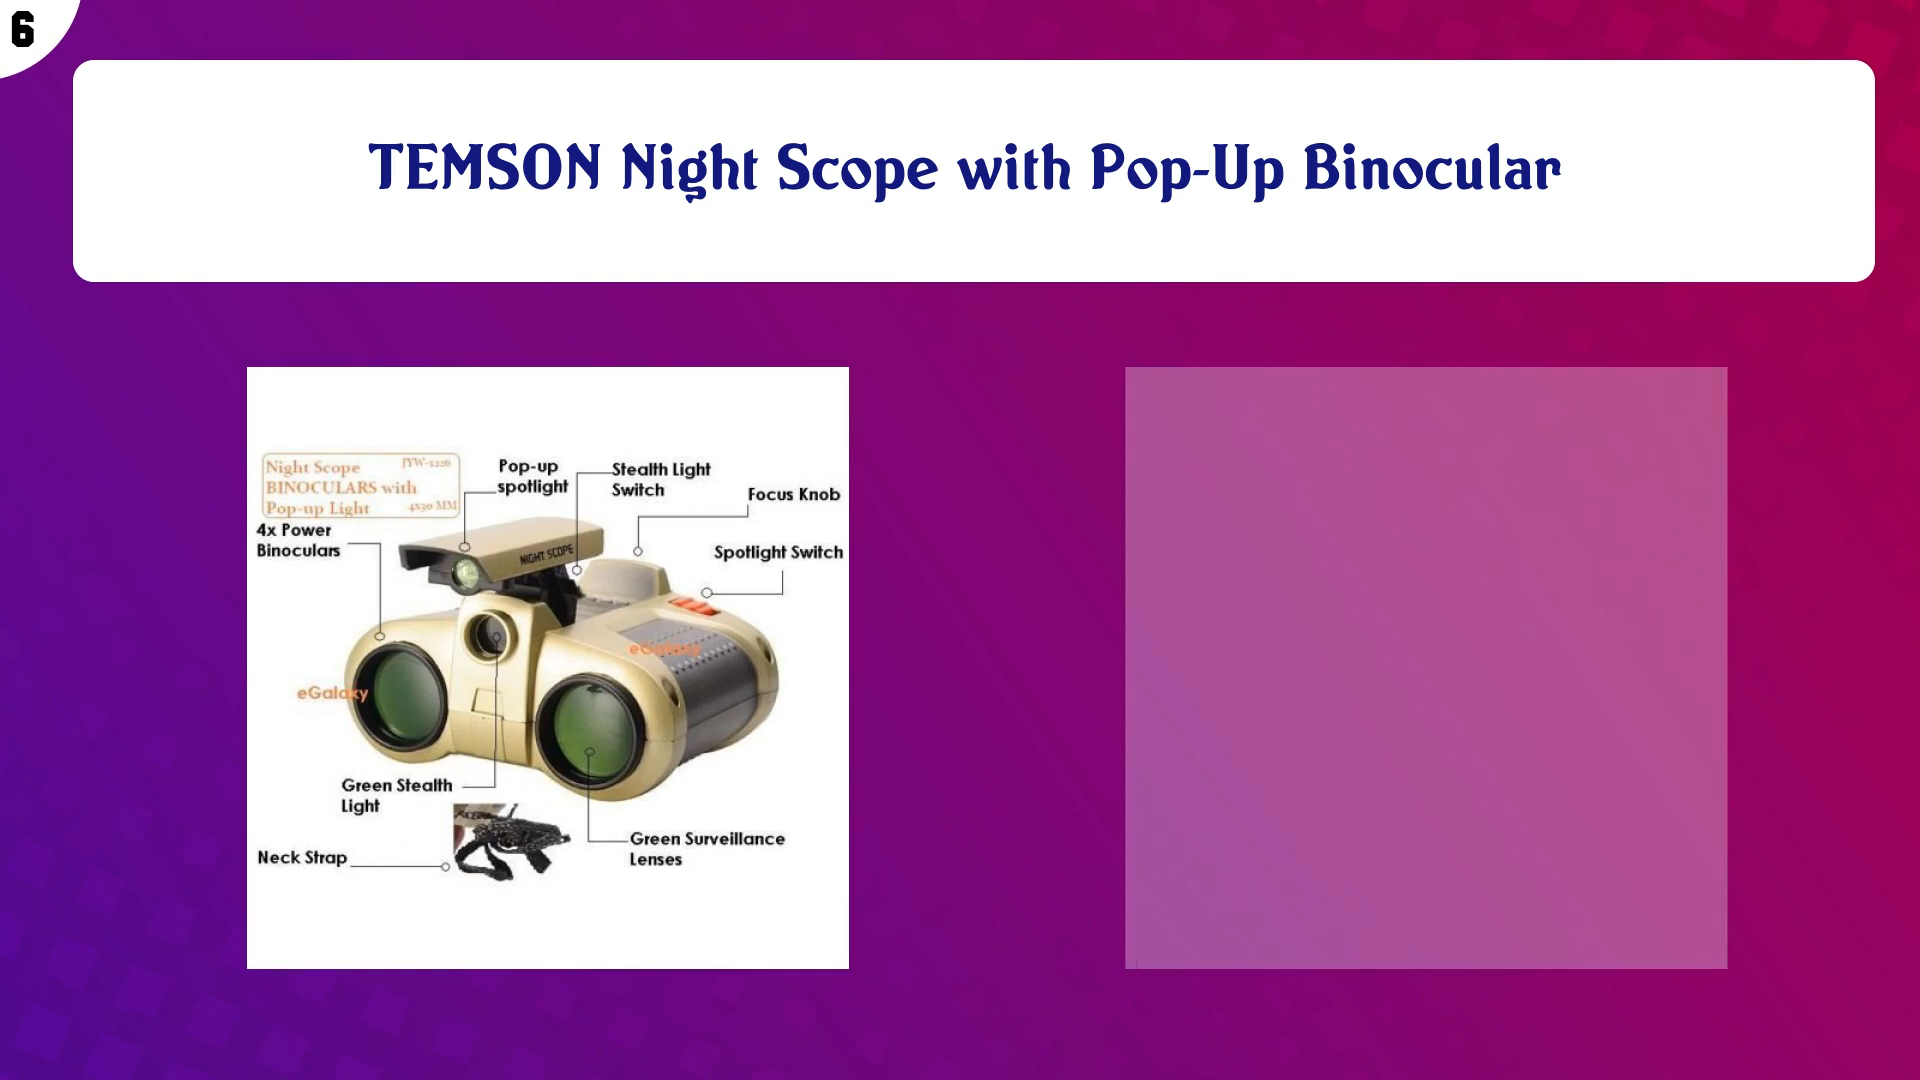 6
TEMSON Night Scope with Pop-Up Binocular
Night Scope JYW-1226
BINOCULARS with
Pop-up Light 4x30 MM
Pop-up
spotlight
Stealth Light
Switch
Focus Knob
4x Power
Binoculars
Spotlight Switch
NIGHT SCOPE
eGalaxy
eGalaxy
Green Stealth
Light
Green Surveillance
Lenses
Neck Strap